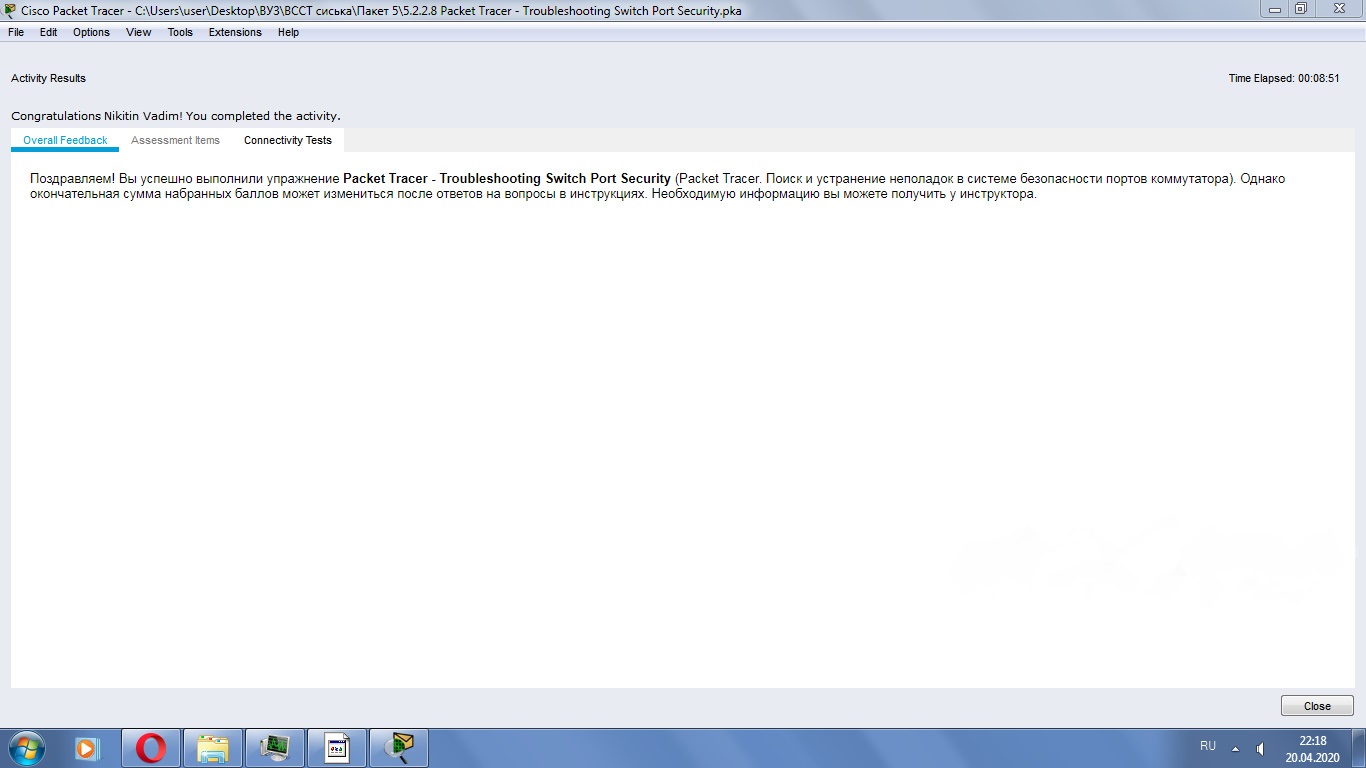 Cisco Packet Tracer - C:\Users\user\Desktop\ВУЗ\ВССТ сиська\Пакет 5\5.2.2.8 Packet Tracer - Troubleshooting Switch Port Security.pka
File Edit Options View Tools Extensions Help
Activity Results Time Elapsed: 00:08:51
Congratulations Nikitin Vadim! You completed the activity.
Overall Feedback Assessment Items Connectivity Tests
Поздравляем! Вы успешно выполнили упражнение Packet Tracer - Troubleshooting Switch Port Security (Packet Tracer. Поиск и устранение неполадок в системе безопасности портов коммутатора). Однако
окончательная сумма набранных баллов может измениться после ответов на вопросы в инструкциях. Необходимую информацию вы можете получить у инструктора.
Close
RU
22:18
20.04.2020